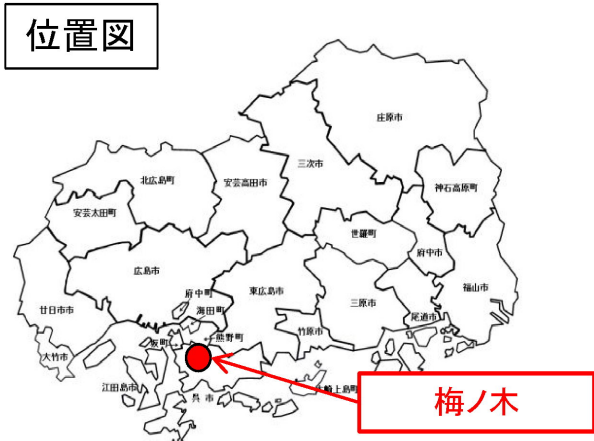 位置図
庄原市
三次市
北広島町
安芸高田市
神石高原町
安芸太田町
世羅町
府中市
広島市
東広島市
三原市
福山市
府中町
海田町
廿日市市
尾道市
竹原市
熊野町
坂町
大竹市
江田島市
大崎上島町
呉市
梅ノ木